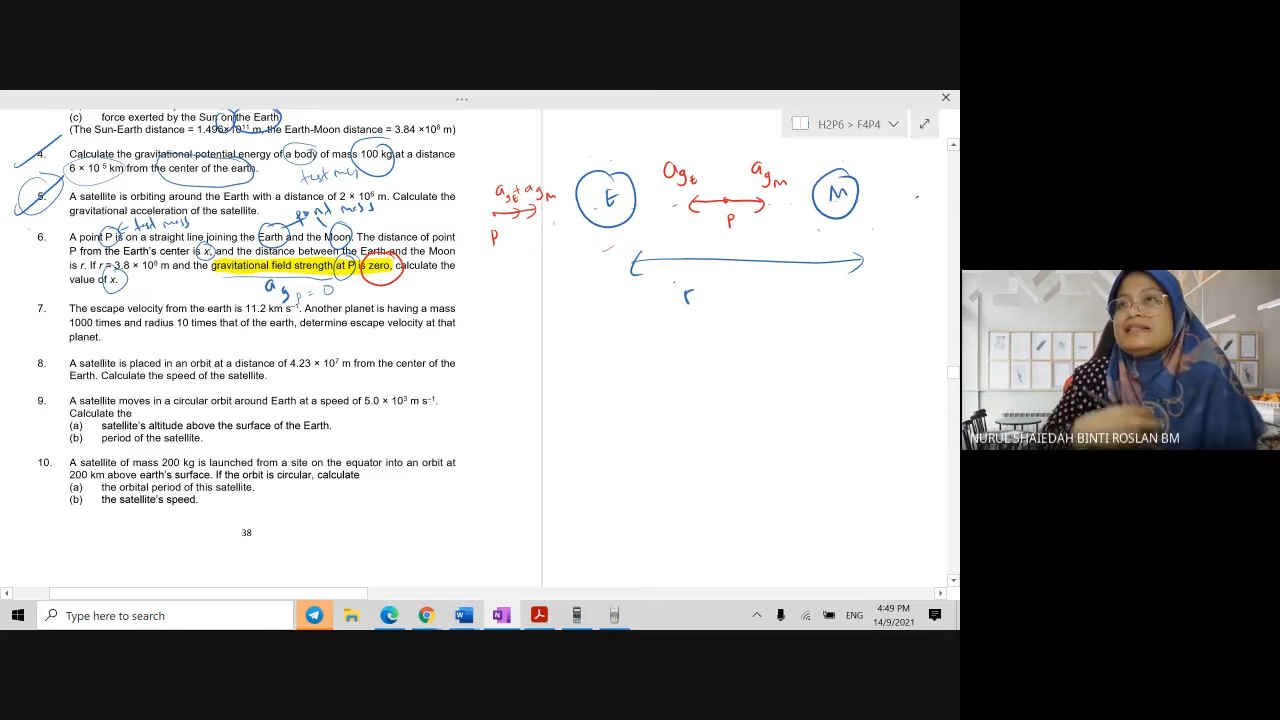 H2P6 > F4P4
(c) force exerted by the Sun on the Earth
(The Sun-Earth distance = 1.496×10¹¹ m, the Earth-Moon distance = 3.84 ×10⁸ m)
4. Calculate the gravitational potential energy of a body of mass 100 kg at a distance
6 × 10 ⁵ km from the center of the earth.
test mass
5. A satellite is orbiting around the Earth with a distance of 2 × 10⁶ m. Calculate the
gravitational acceleration of the satellite.
test mass
point mass
6. A point P is on a straight line joining the Earth and the Moon. The distance of point
P from the Earth's center is x, and the distance between the Earth and the Moon
is r. If r = 3.8 × 10⁸ m and the gravitational field strength at P is zero, calculate the
value of x.
a g P = 0
7. The escape velocity from the earth is 11.2 km s⁻¹. Another planet is having a mass
1000 times and radius 10 times that of the earth, determine escape velocity at that
planet.
8. A satellite is placed in an orbit at a distance of 4.23 × 10⁷ m from the center of the
Earth. Calculate the speed of the satellite.
9. A satellite moves in a circular orbit around Earth at a speed of 5.0 × 10³ m s⁻¹.
Calculate the
(a) satellite's altitude above the surface of the Earth.
(b) period of the satellite.
10. A satellite of mass 200 kg is launched from a site on the equator into an orbit at
200 km above earth's surface. If the orbit is circular, calculate
(a) the orbital period of this satellite.
(b) the satellite's speed.
38
agE + agM
P
E
agE
agM
P
M
r
NURUL SHAIEDAH BINTI ROSLAN BM
Type here to search
ENG
4:49 PM
14/9/2021